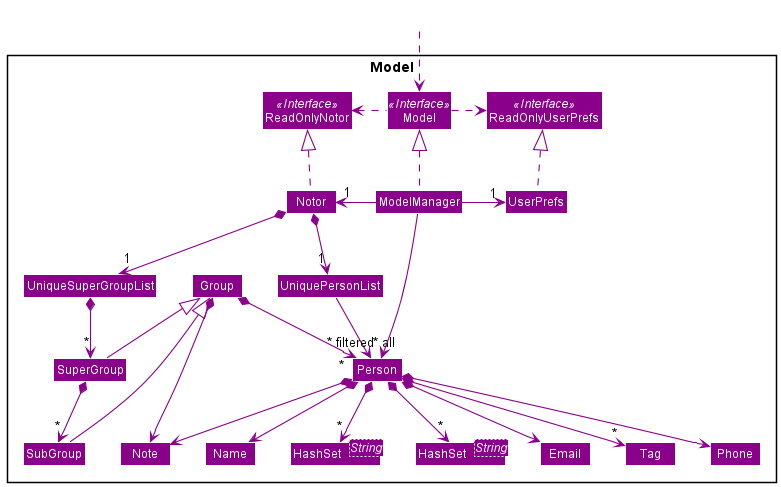 Model
«Interface»
ReadOnlyNotor
«Interface»
Model
«Interface»
ReadOnlyUserPrefs
Notor
1
ModelManager
1
UserPrefs
1
1
UniqueSuperGroupList
Group
UniquePersonList
*
* filtered
* all
SuperGroup
*
Person
*
*
*
*
SubGroup
Note
Name
HashSet
String
HashSet
String
Email
Tag
Phone